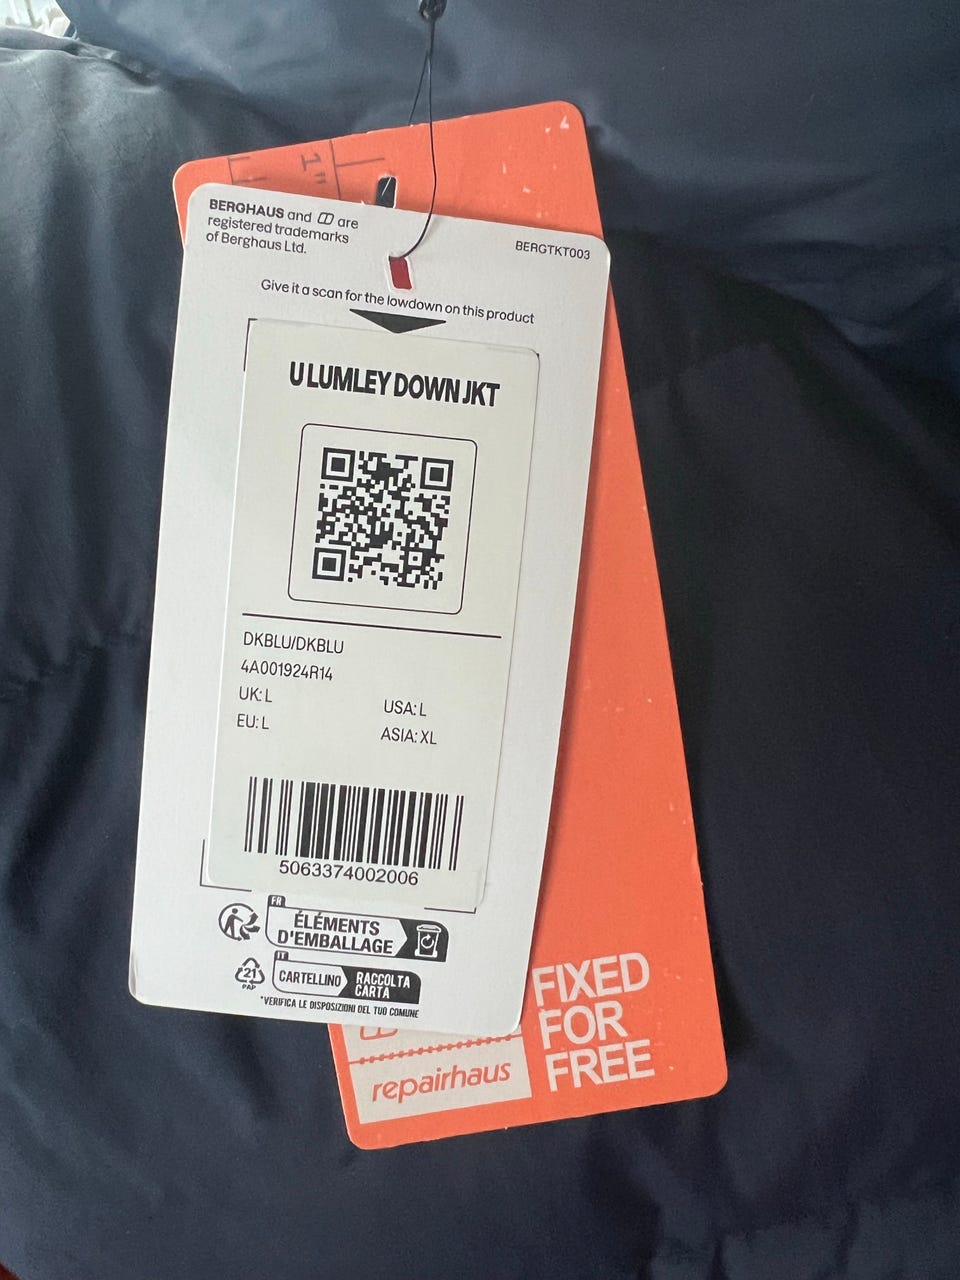 1"
BERGHAUS and are
registered trademarks
of Berghaus Ltd.
BERGTKT003
Give it a scan for the lowdown on this product
U LUMLEY DOWN JKT
DKBLU/DKBLU
4A001924R14
UK: L
USA: L
EU: L
ASIA: XL
5063374002006
FR
ÉLÉMENTS
D'EMBALLAGE
IT
21
PAP
CARTELLINO
RACCOLTA
CARTA
*VERIFICA LE DISPOSIZIONI DEL TUO COMUNE
FIXED
FOR
FREE
repairhaus